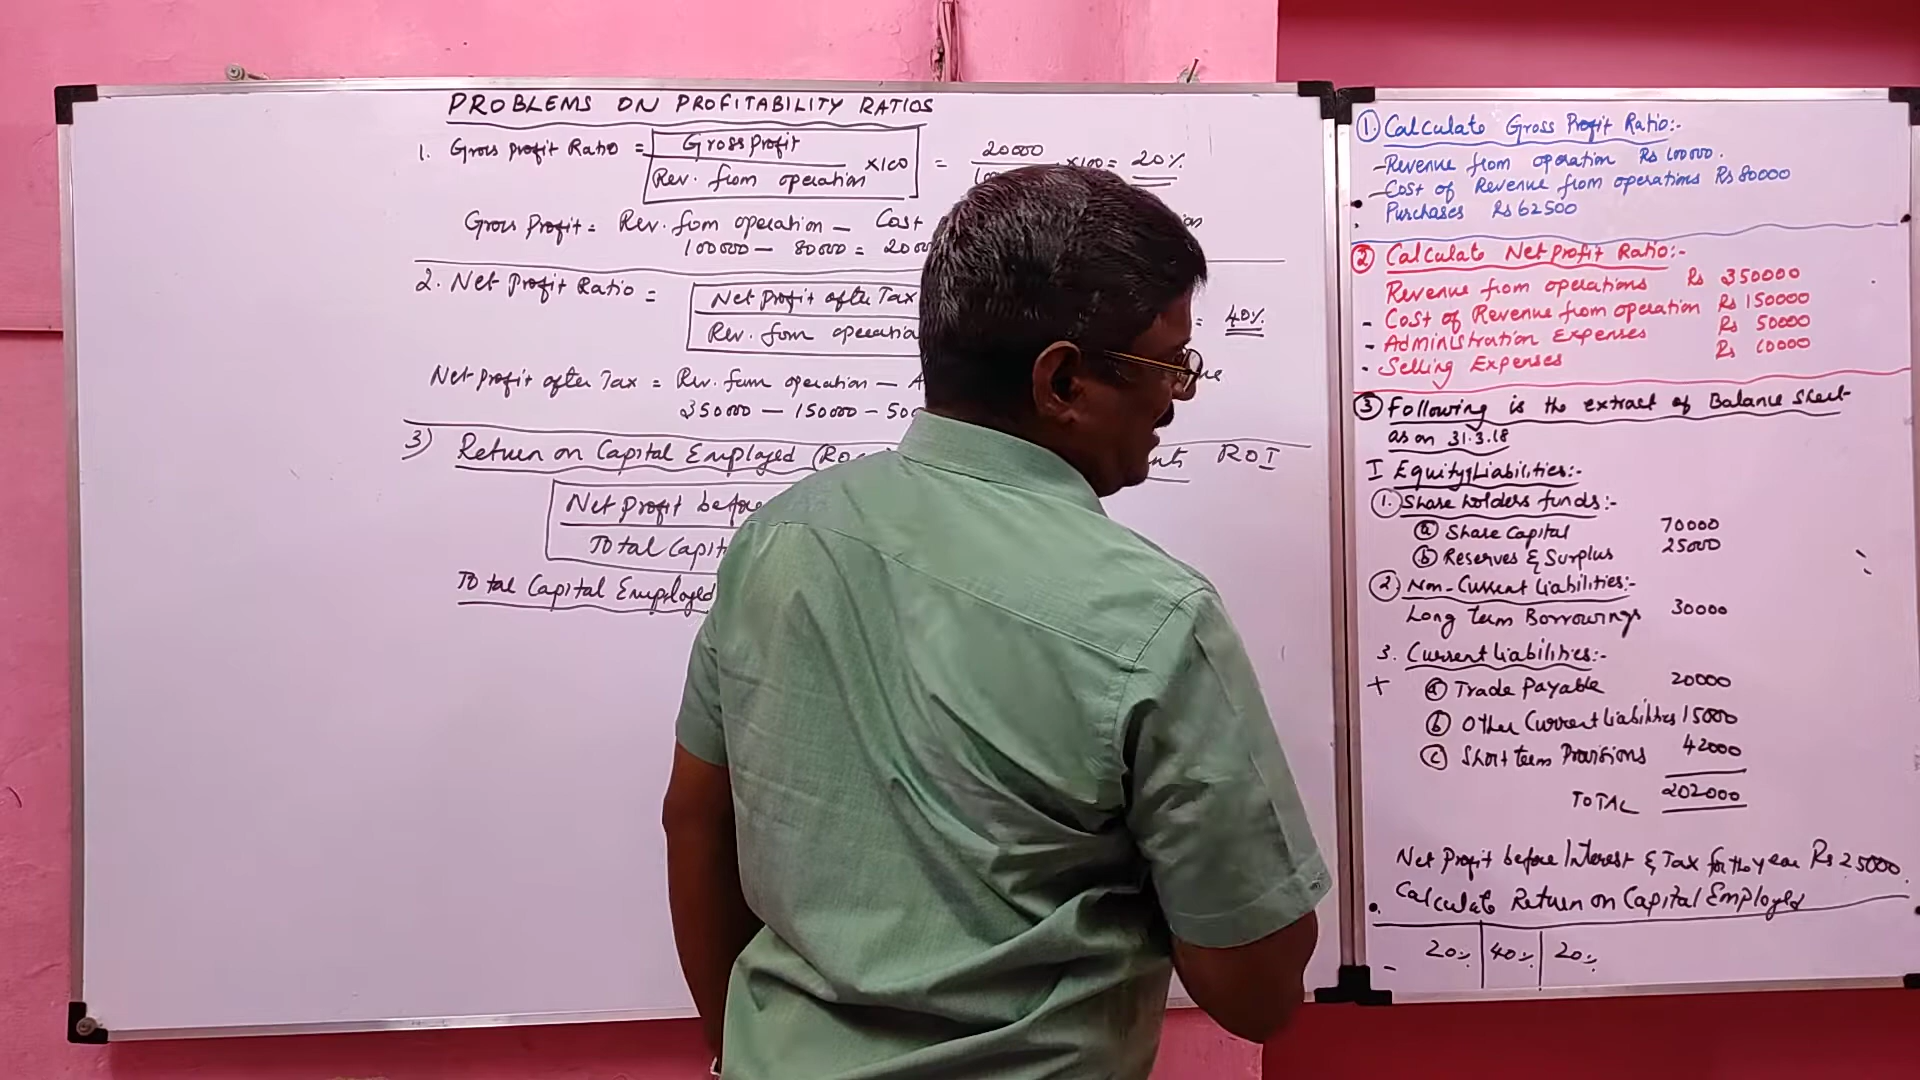 PROBLEMS ON PROFITABILITY RATIOS
1. Gross profit Ratio = Gross Profit
Rev. from operation ×100 = 20000 ×100 = 20%
Gross Profit = Rev. from operation - Cost
100000 - 80000 =
2. Net Profit Ratio = Net Profit after Tax
Rev. from = 40%
Net Profit after Tax = Rev. from operation -
350000 - 150000 -
3) Return on Capital Employed ROI
Net Profit before
Total
Total Capital Employed
① Calculate Gross Profit Ratio:-
- Revenue from operation Rs 100000.
- Cost of Revenue from operations Rs 80000
Purchases Rs 62500
② Calculate Net Profit Ratio:-
Revenue from operations Rs 350000
- Cost of Revenue from operation Rs 150000
- Administration Expenses Rs 50000
. Selling Expenses Rs 10000
③ Following is the extract of Balance Sheet
as on 31.3.18
I Equity & Liabilities:-
①. Share holders funds:-
ⓐ Share Capital 70000
ⓑ Reserves & Surplus 25000
② Non-Current Liabilities:-
Long term Borrowings 30000
3. Current Liabilities:-
+ ⓐ Trade Payable 20000
ⓑ Other Current Liabilities 15000
ⓒ Short term Provisions 42000
TOTAL 202000
Net Profit before Interest & Tax for the year Rs 25000.
Calculate Return on Capital Employed
20% 40% 20%